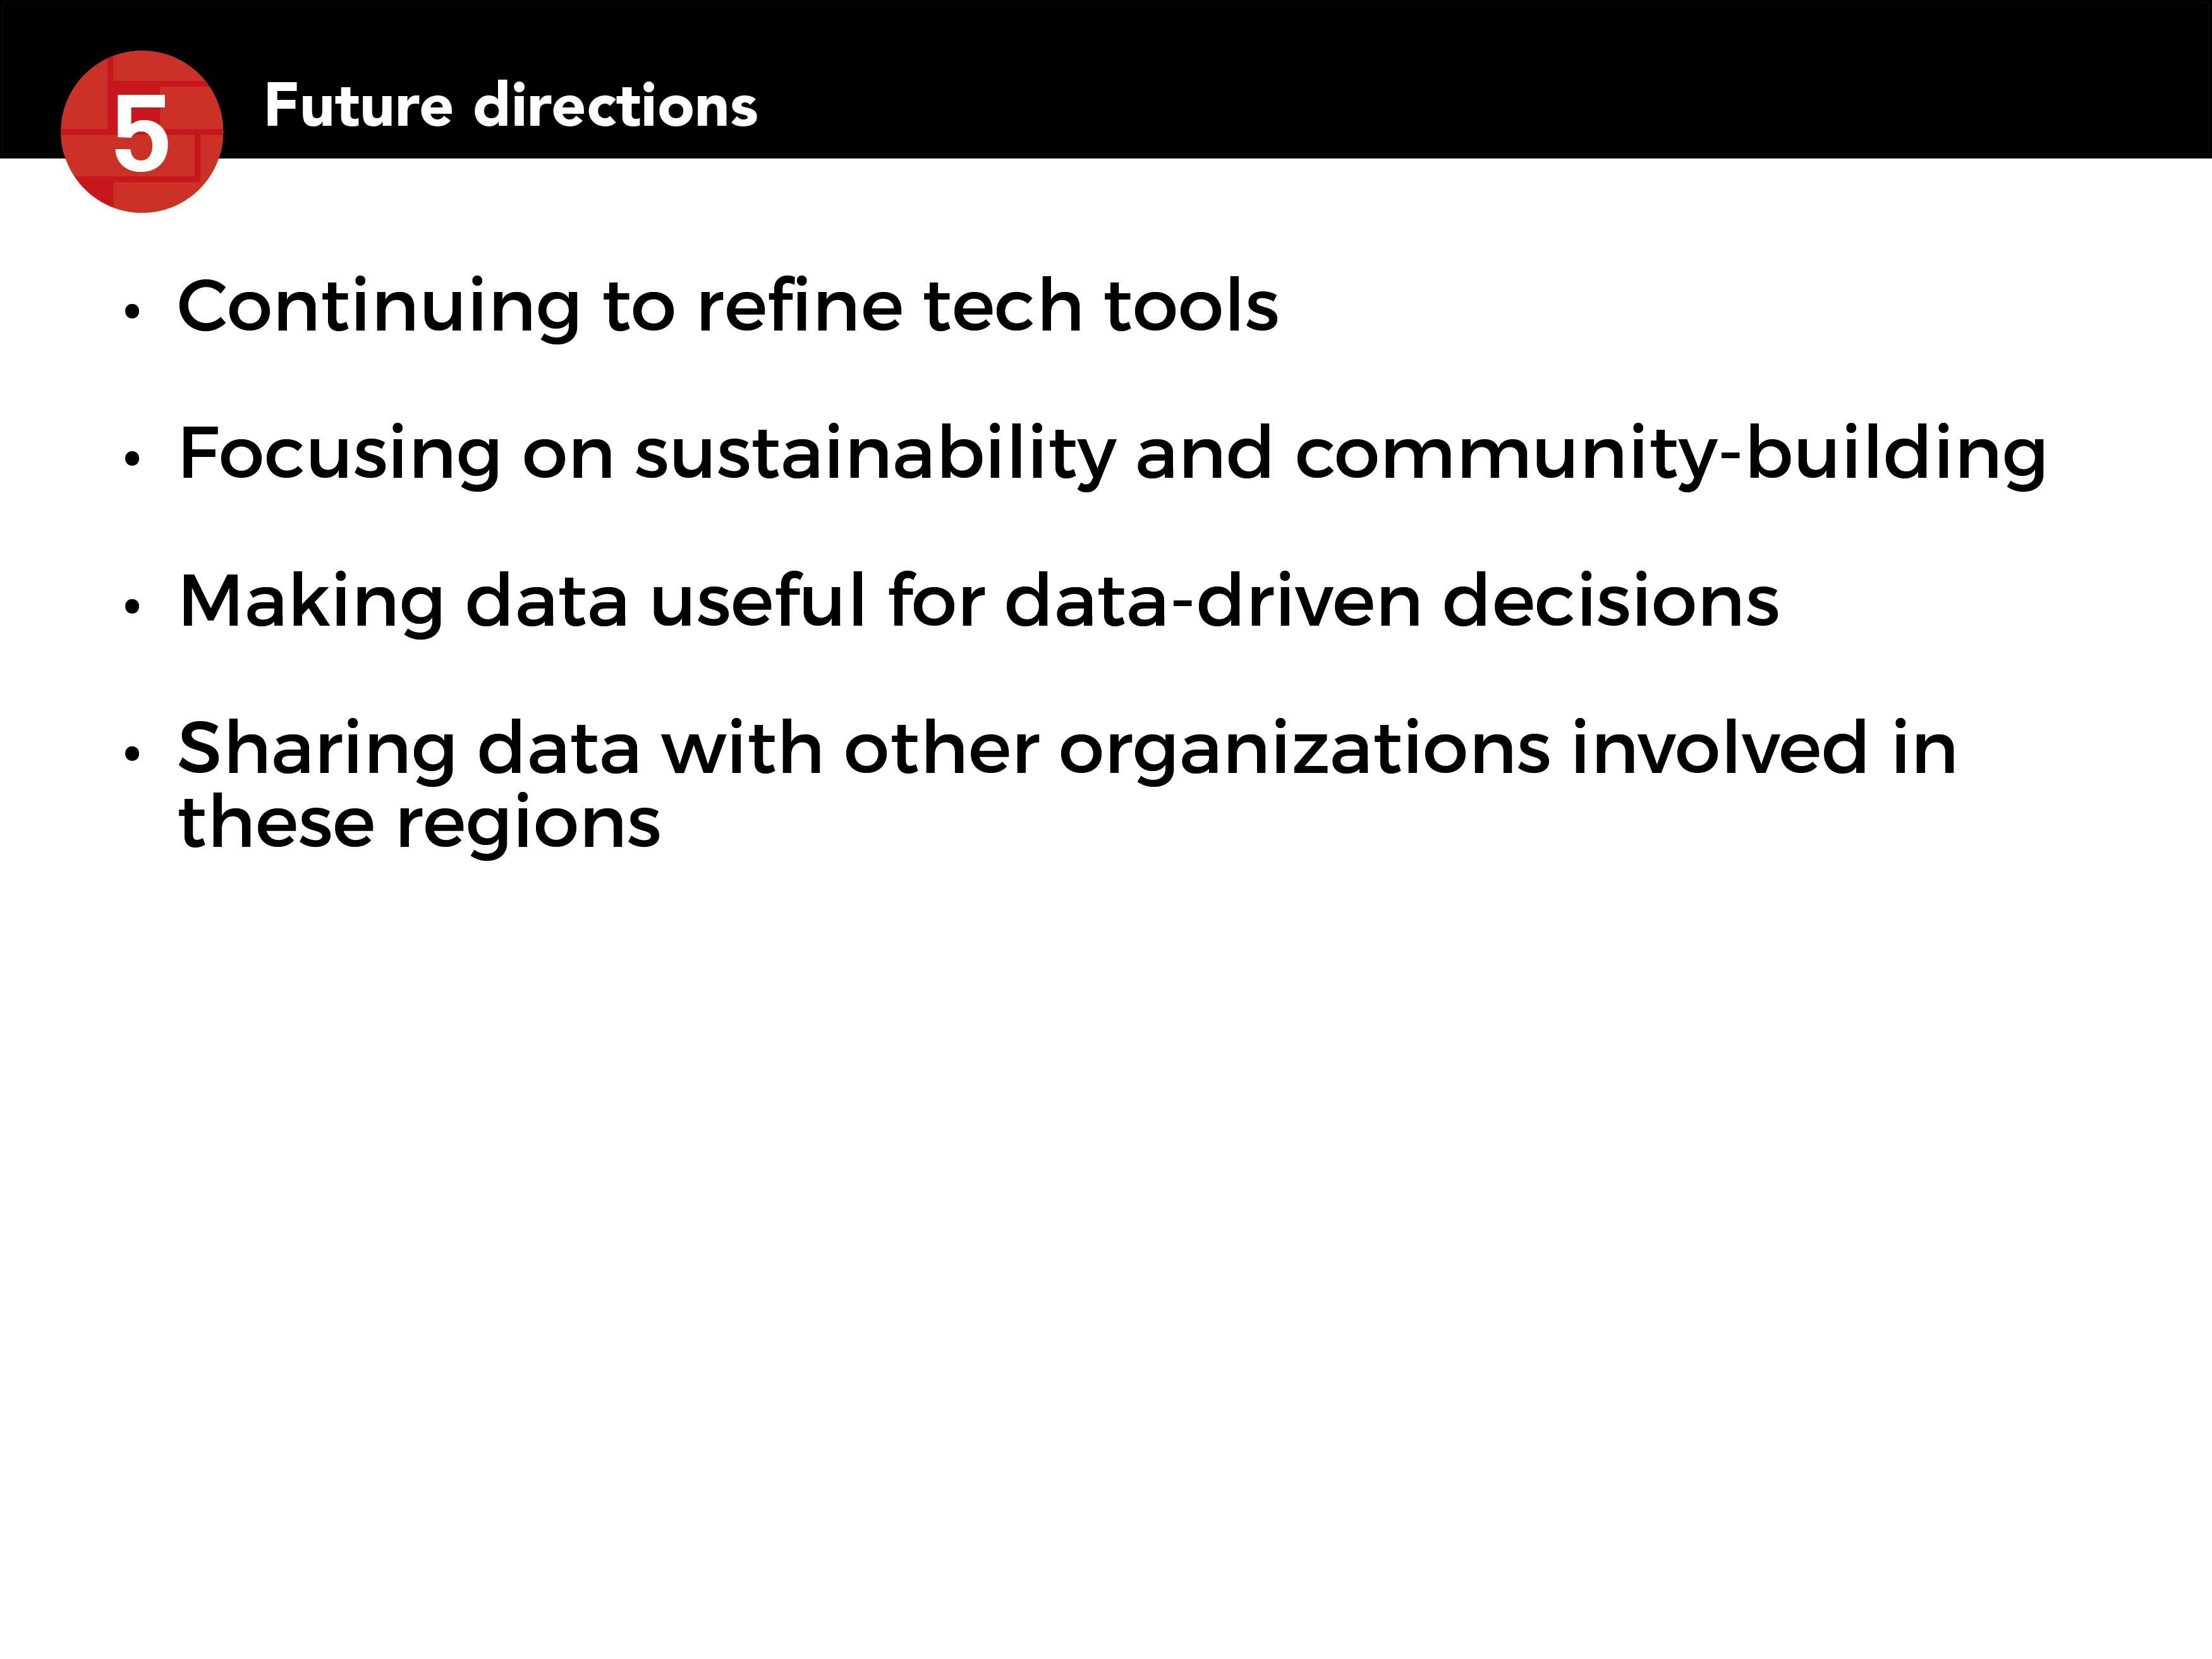 5
Future directions
• Continuing to refine tech tools
• Focusing on sustainability and community-building
• Making data useful for data-driven decisions
• Sharing data with other organizations involved in
these regions